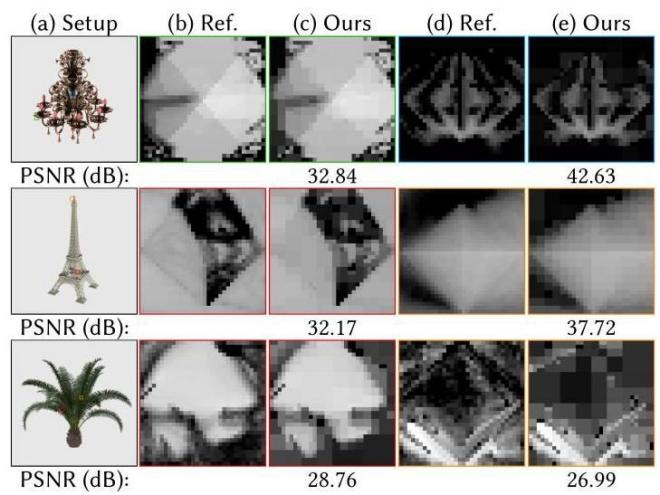 (a) Setup (b) Ref. (c) Ours (d) Ref. (e) Ours
PSNR (dB): 32.84 42.63
PSNR (dB): 32.17 37.72
PSNR (dB): 28.76 26.99